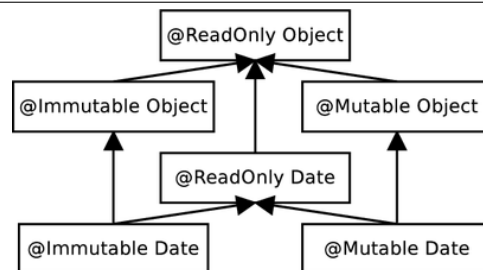 @ReadOnly Object
@Immutable Object
@Mutable Object
@ReadOnly Date
@Immutable Date
@Mutable Date